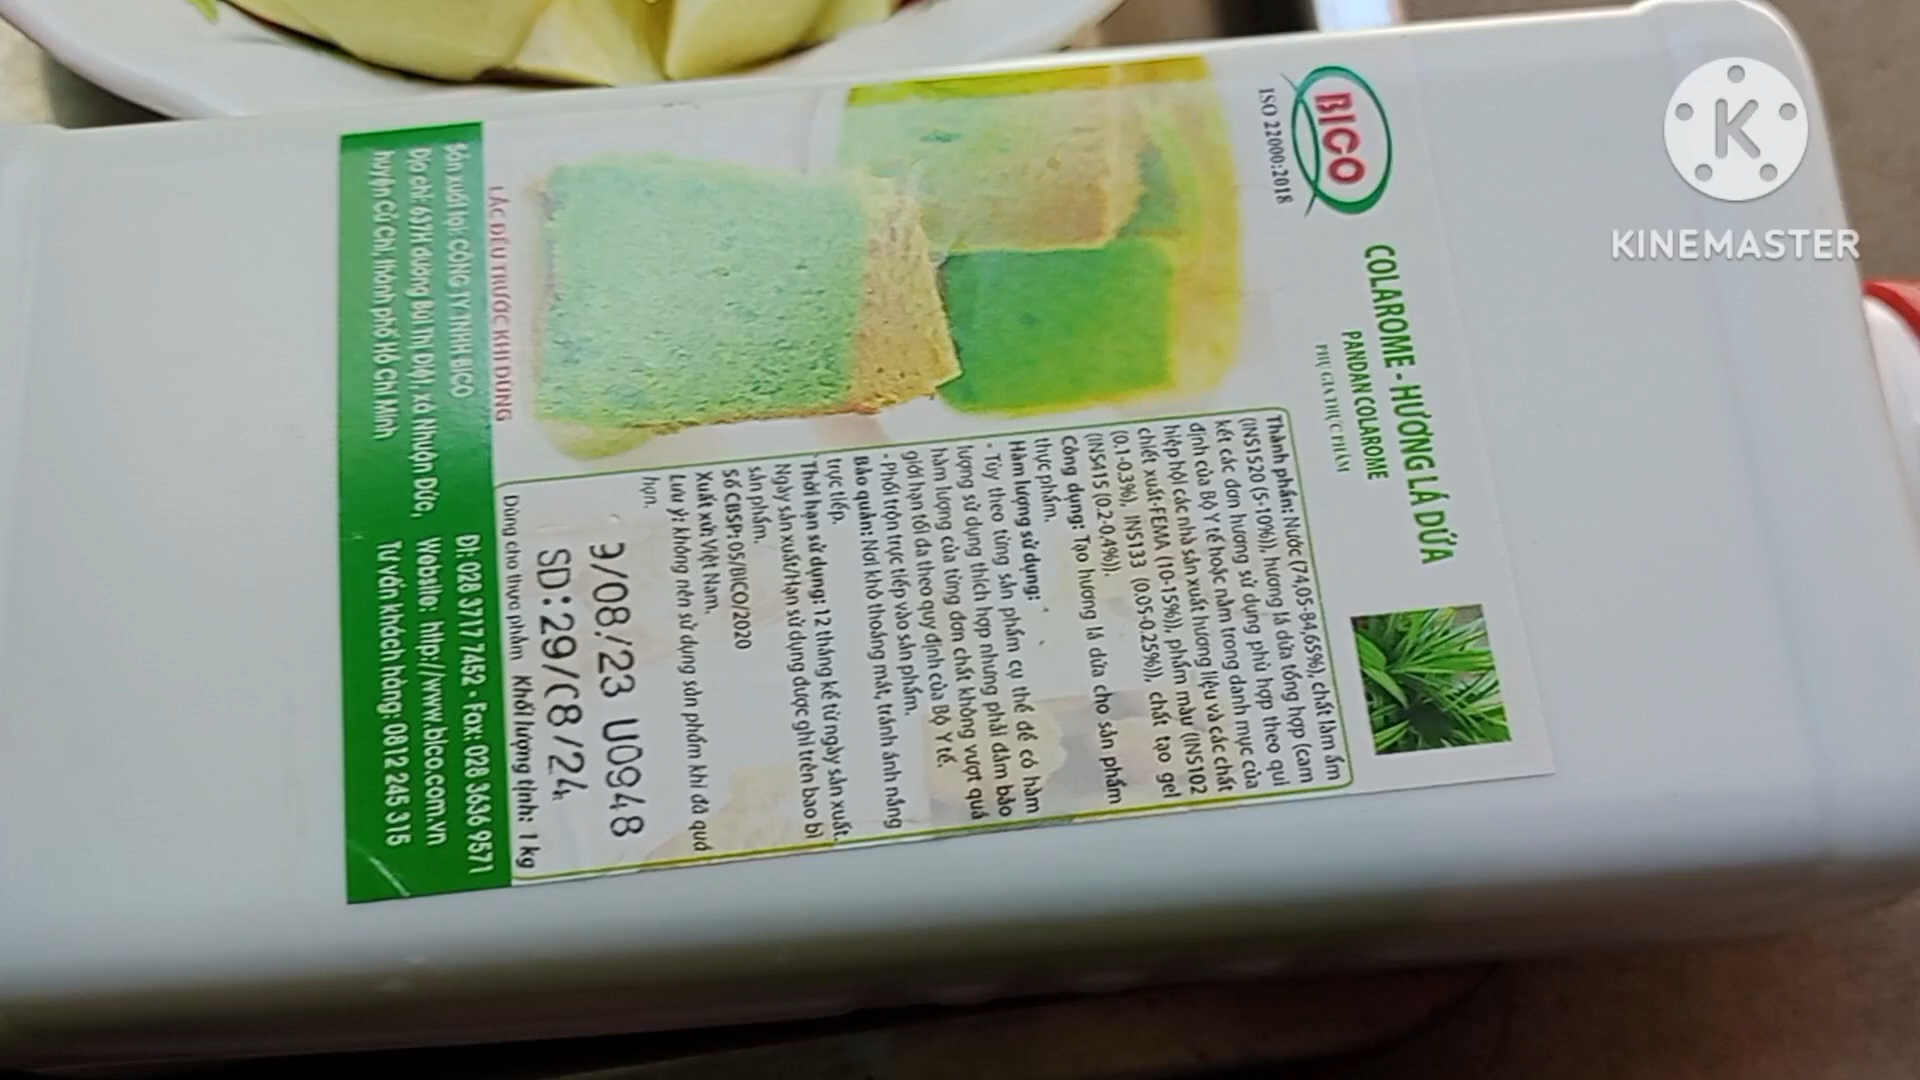 BICO
ISO 22000:2018
COLAROME - HƯƠNG LÁ DỨA
PANDAN COLAROME
PHỤ GIA THỰC PHẨM
Thành phần: Nước (74,05-84,65%), chất làm ẩm
(INS1520 (5-10%)), hương lá dứa tổng hợp (cam
kết các đơn hương sử dụng phù hợp theo qui
định của Bộ Y tế hoặc nằm trong danh mục của
hiệp hội các nhà sản xuất hương liệu và các chất
chiết xuất-FEMA (10-15%)), phẩm màu (INS102
(0.1-0.3%), INS133 (0.05-0.25%)), chất tạo gel
(INS415 (0.2-0.4%)).
Công dụng: Tạo hương lá dứa cho sản phẩm
thực phẩm.
Hàm lượng sử dụng:
- Tùy theo từng sản phẩm cụ thể để có hàm
lượng sử dụng thích hợp nhưng phải đảm bảo
hàm lượng của từng đơn chất không vượt quá
giới hạn tối đa theo quy định của Bộ Y tế.
- Phối trộn trực tiếp vào sản phẩm.
Bảo quản: Nơi khô thoáng mát, tránh ánh nắng
trực tiếp.
Thời hạn sử dụng: 12 tháng kể từ ngày sản xuất.
Ngày sản xuất/Hạn sử dụng được ghi trên bao bì
sản phẩm.
Số CBSP: 05/BICO/2020
Xuất xứ: Việt Nam.
Lưu ý: không nên sử dụng sản phẩm khi đã quá
hạn.
9/08/23 U0948
SD:29/08/24
Dùng cho thực phẩm Khối lượng tịnh: 1 kg
LẮC ĐỀU TRƯỚC KHI DÙNG
Sản xuất tại: CÔNG TY TNHH BICO
Địa chỉ: 637H đường Bùi Thị Điệt, xã Nhuận Đức,
huyện Củ Chi, thành phố Hồ Chí Minh
Đt: 028 3717 7452 - Fax: 028 3636 9571
Website: http://www.bico.com.vn
Tư vấn khách hàng: 0812 245 315
K
KINEMASTER